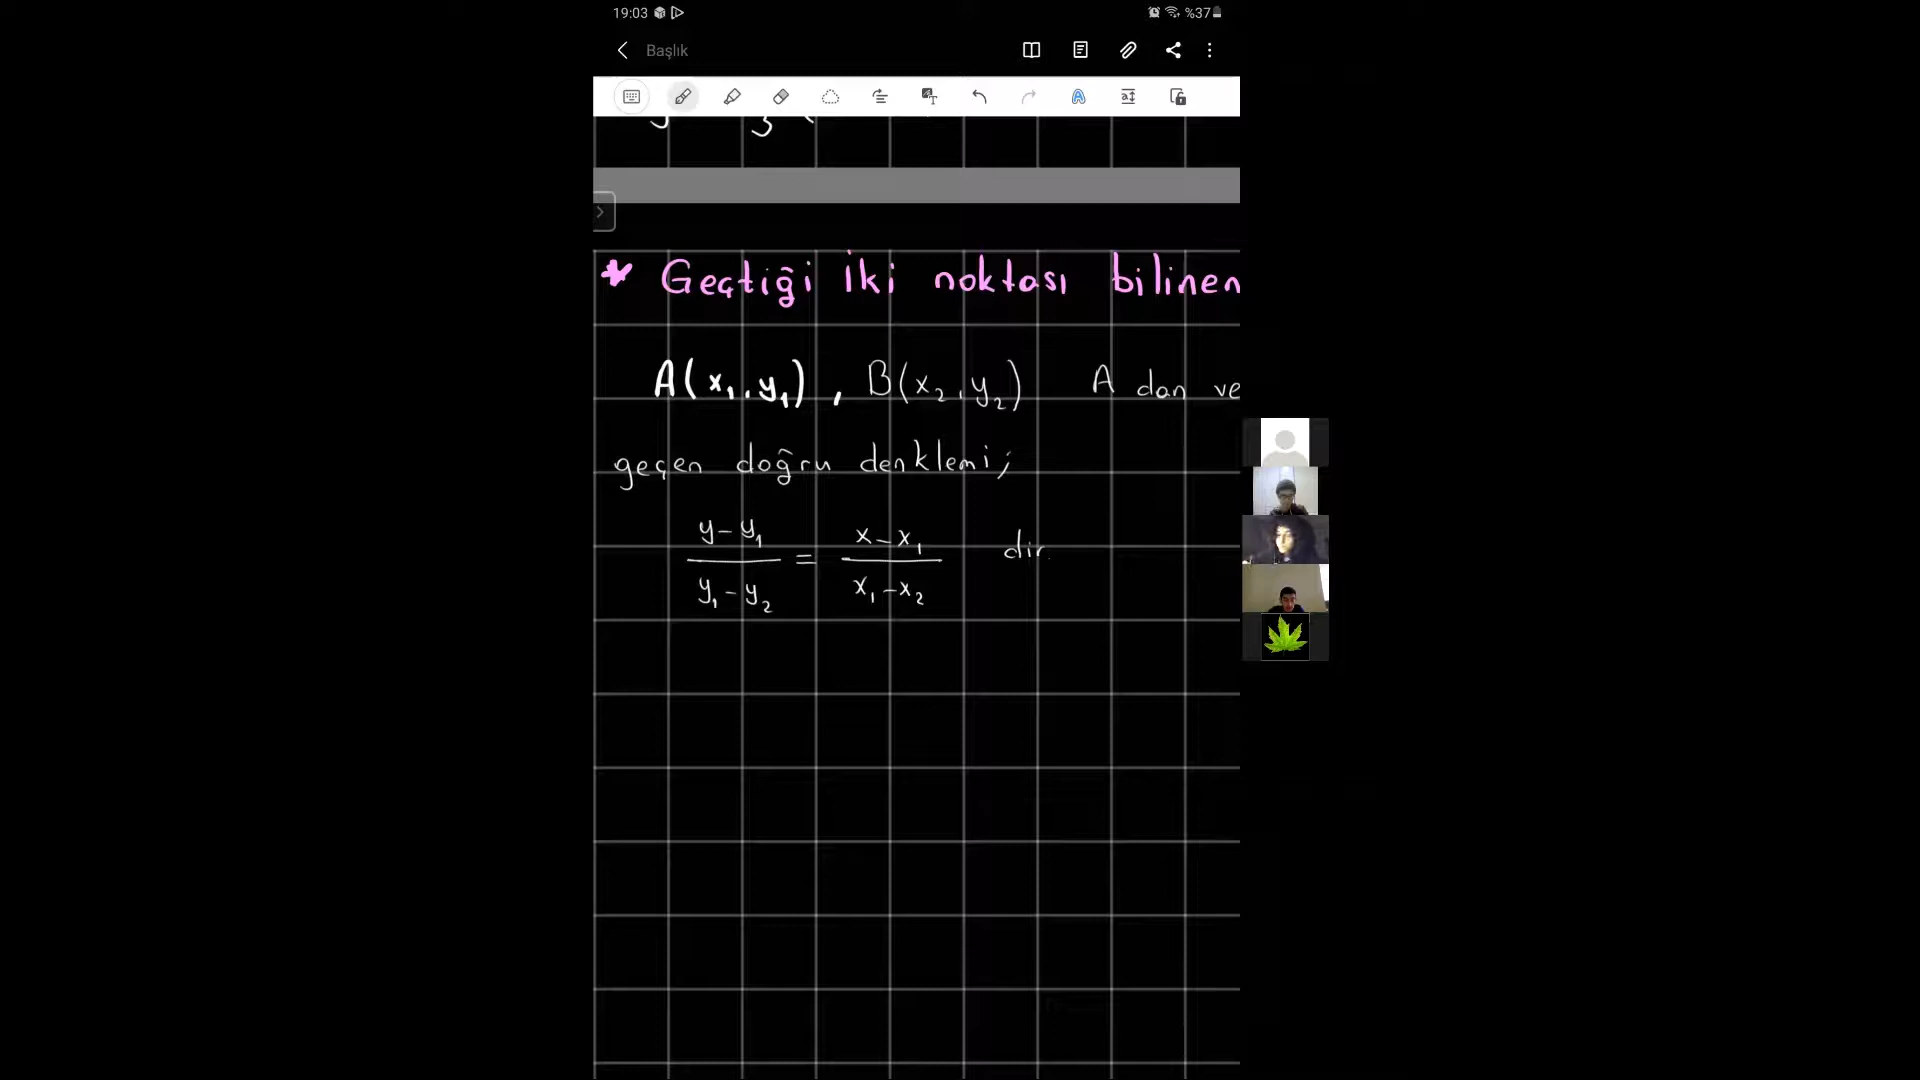 19:03 %37
Başlık
* Geçtiği İki noktası bilinen
A(x₁,y₁), B(x₂,y₂) A dan ve
geçen doğru denklemi;
y-y₁/y₁-y₂ = x-x₁/x₁-x₂ dir.